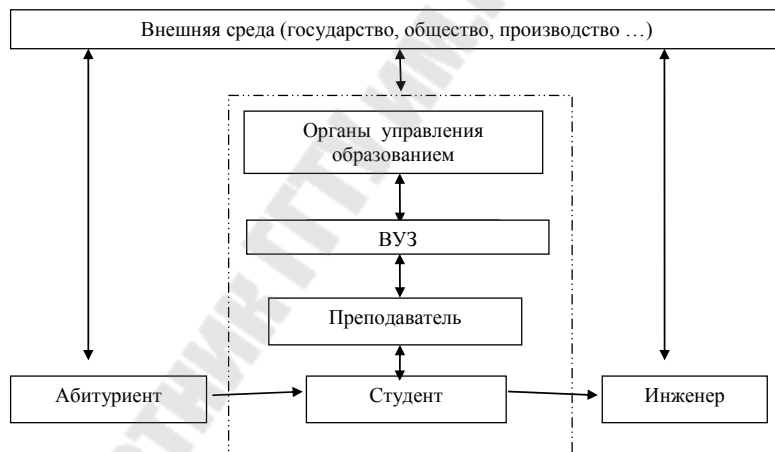 Внешняя среда (государство, общество, производство …)
Органы управления
образованием
ВУЗ
Преподаватель
Абитуриент
Студент
Инженер